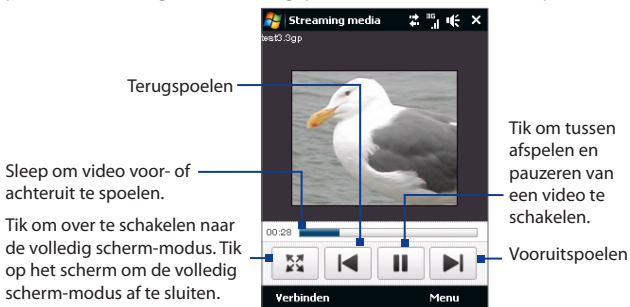 Streaming media
3G
test3.3gp
Terugspoelen
Sleep om video voor- of
achteruit te spoelen.
Tik om over te schakelen naar
de volledig scherm-modus. Tik
op het scherm om de volledig
scherm-modus af te sluiten.
00:28
Tik om tussen
afspelen en
pauzeren van
een video te
schakelen.
Vooruitspoelen
Verbinden
Menu